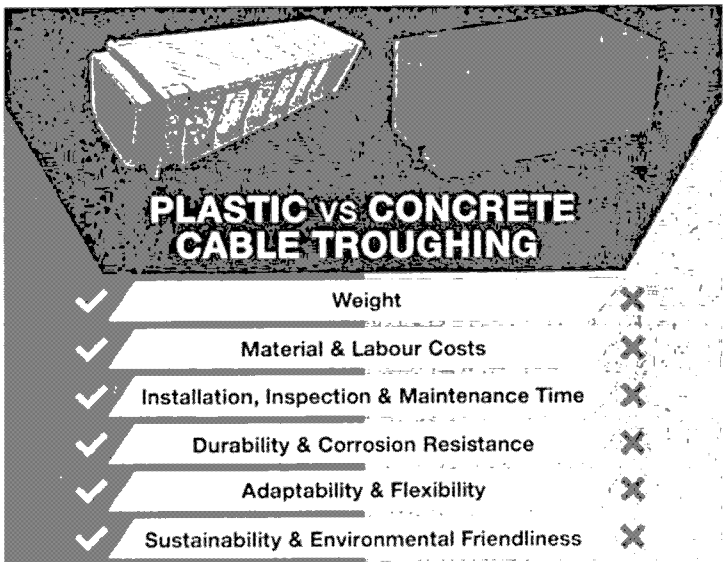 PLASTIC VS CONCRETE
CABLE TROUGHING
Weight
Material & Labour Costs
Installation, Inspection & Maintenance Time
Durability & Corrosion Resistance
Adaptability & Flexibility
Sustainability & Environmental Friendliness